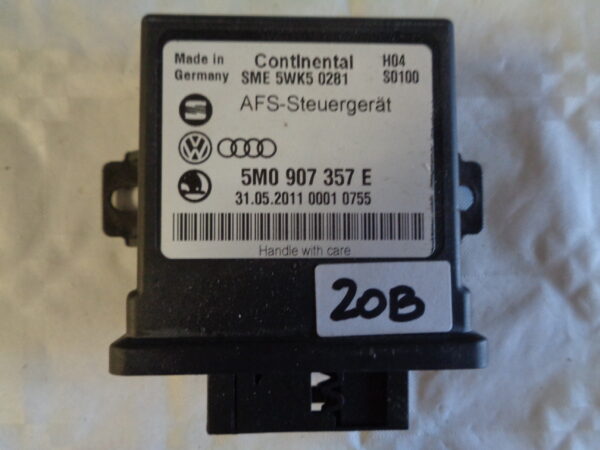 Made in Germany
Continental
SME 5WK5 0281
H04
S0100
AFS-Steuergerät
5M0 907 357 E
31.05.2011 0001 0755
Handle with care
20B